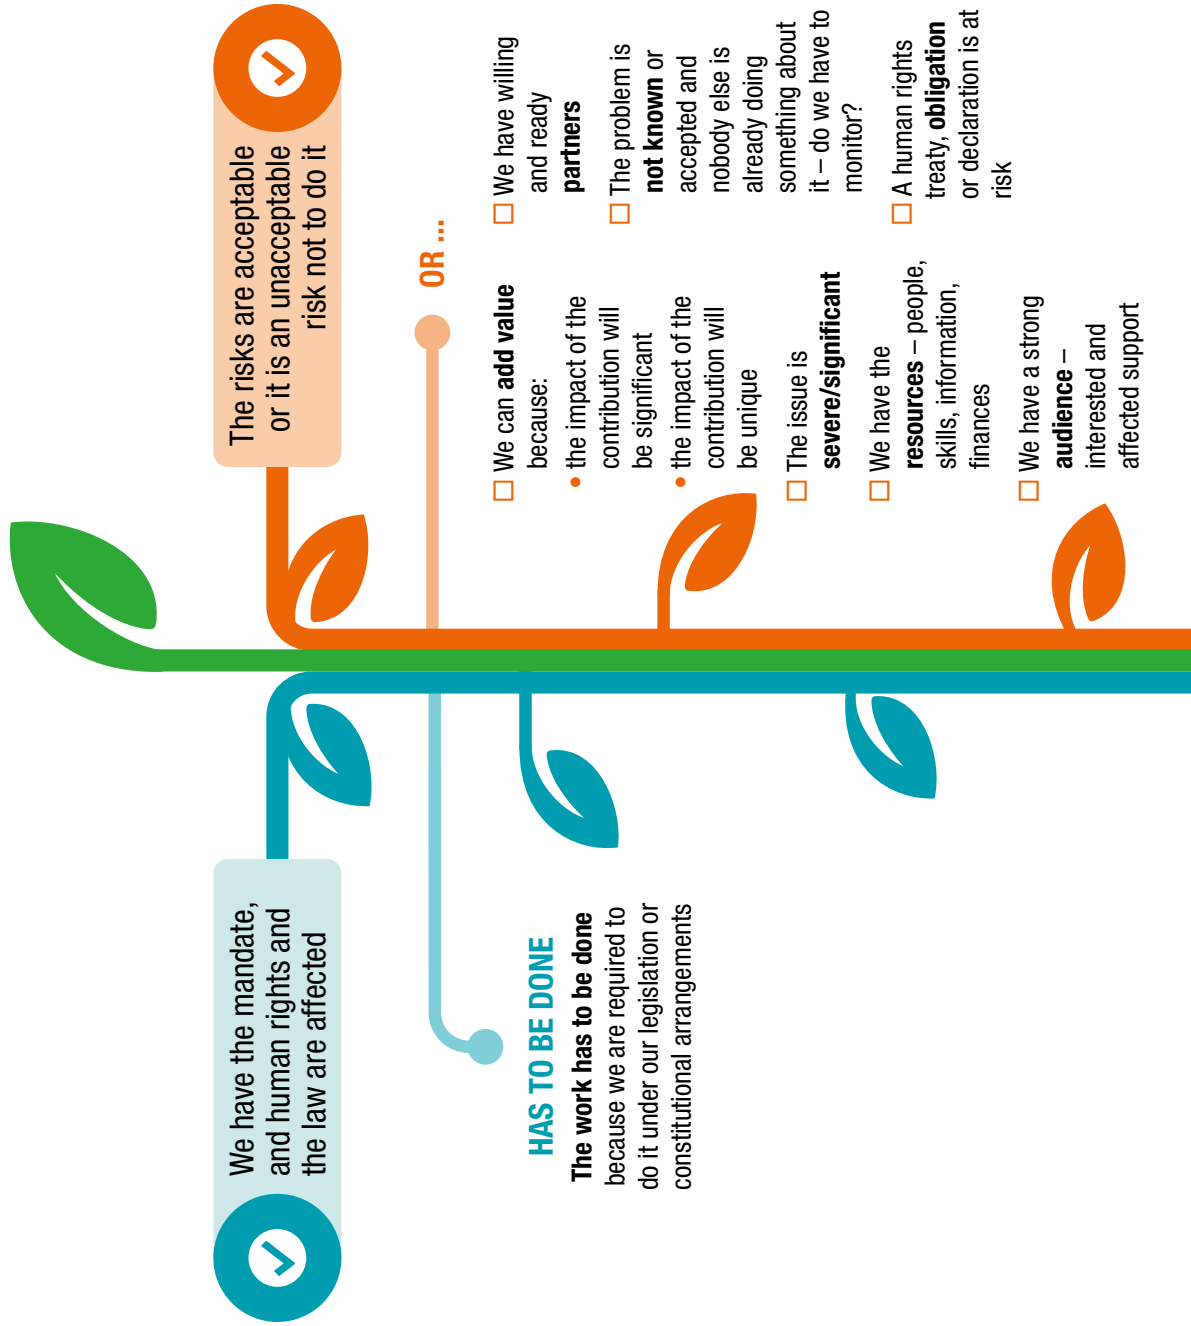 We have the mandate,
and human rights and
the law are affected
HAS TO BE DONE
The work has to be done
because we are required to
do it under our legislation or
constitutional arrangements
The risks are acceptable
or it is an unacceptable
risk not to do it
OR ...
☐ We can add value
because:
• the impact of the
contribution will
be significant
• the impact of the
contribution will
be unique
☐ The issue is
severe/significant
☐ We have the
resources – people,
skills, information,
finances
☐ We have a strong
audience –
interested and
affected support
☐ We have willing
and ready
partners
☐ The problem is
not known or
accepted and
nobody else is
already doing
something about
it – do we have to
monitor?
☐ A human rights
treaty, obligation
or declaration is at
risk